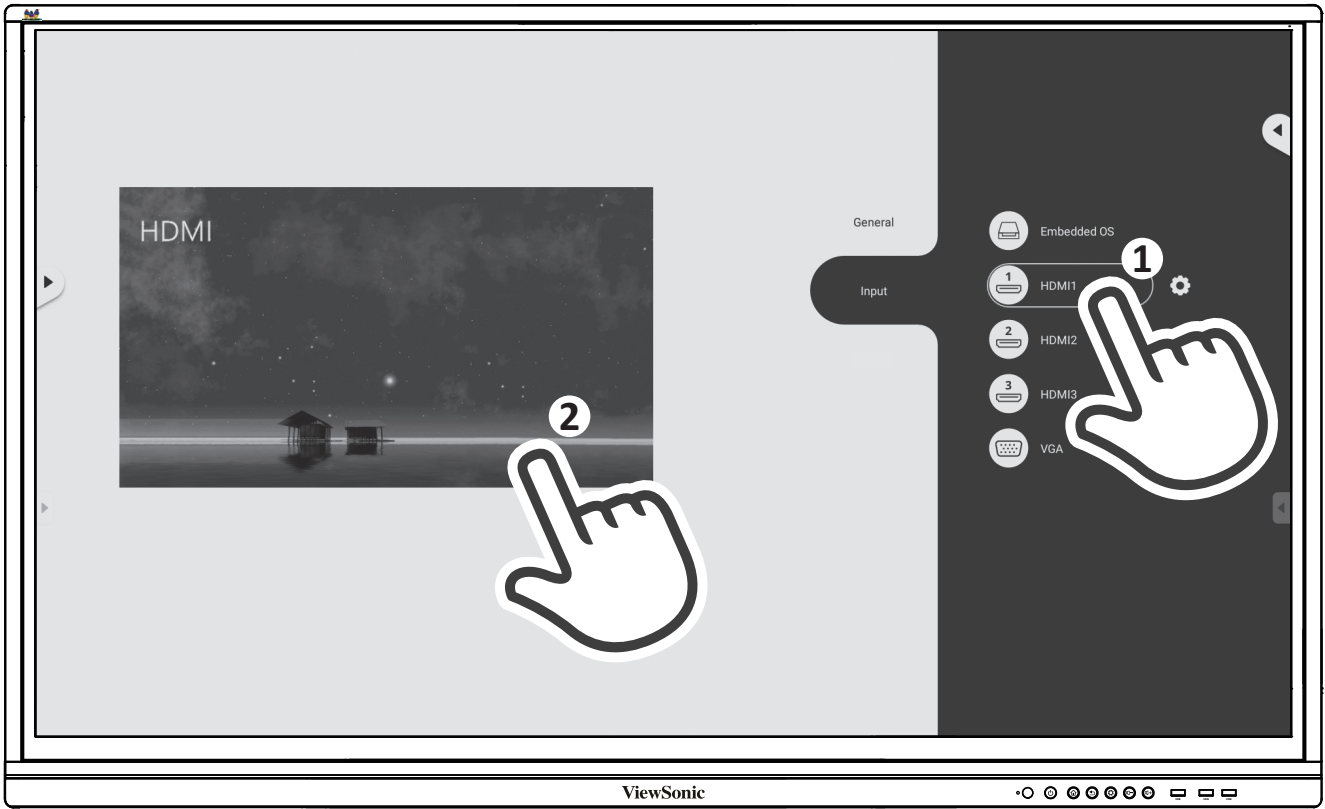 HDMI
General
Input
Embedded OS
1
1
HDMI1
2
HDMI2
3
HDMI3
VGA
2
ViewSonic